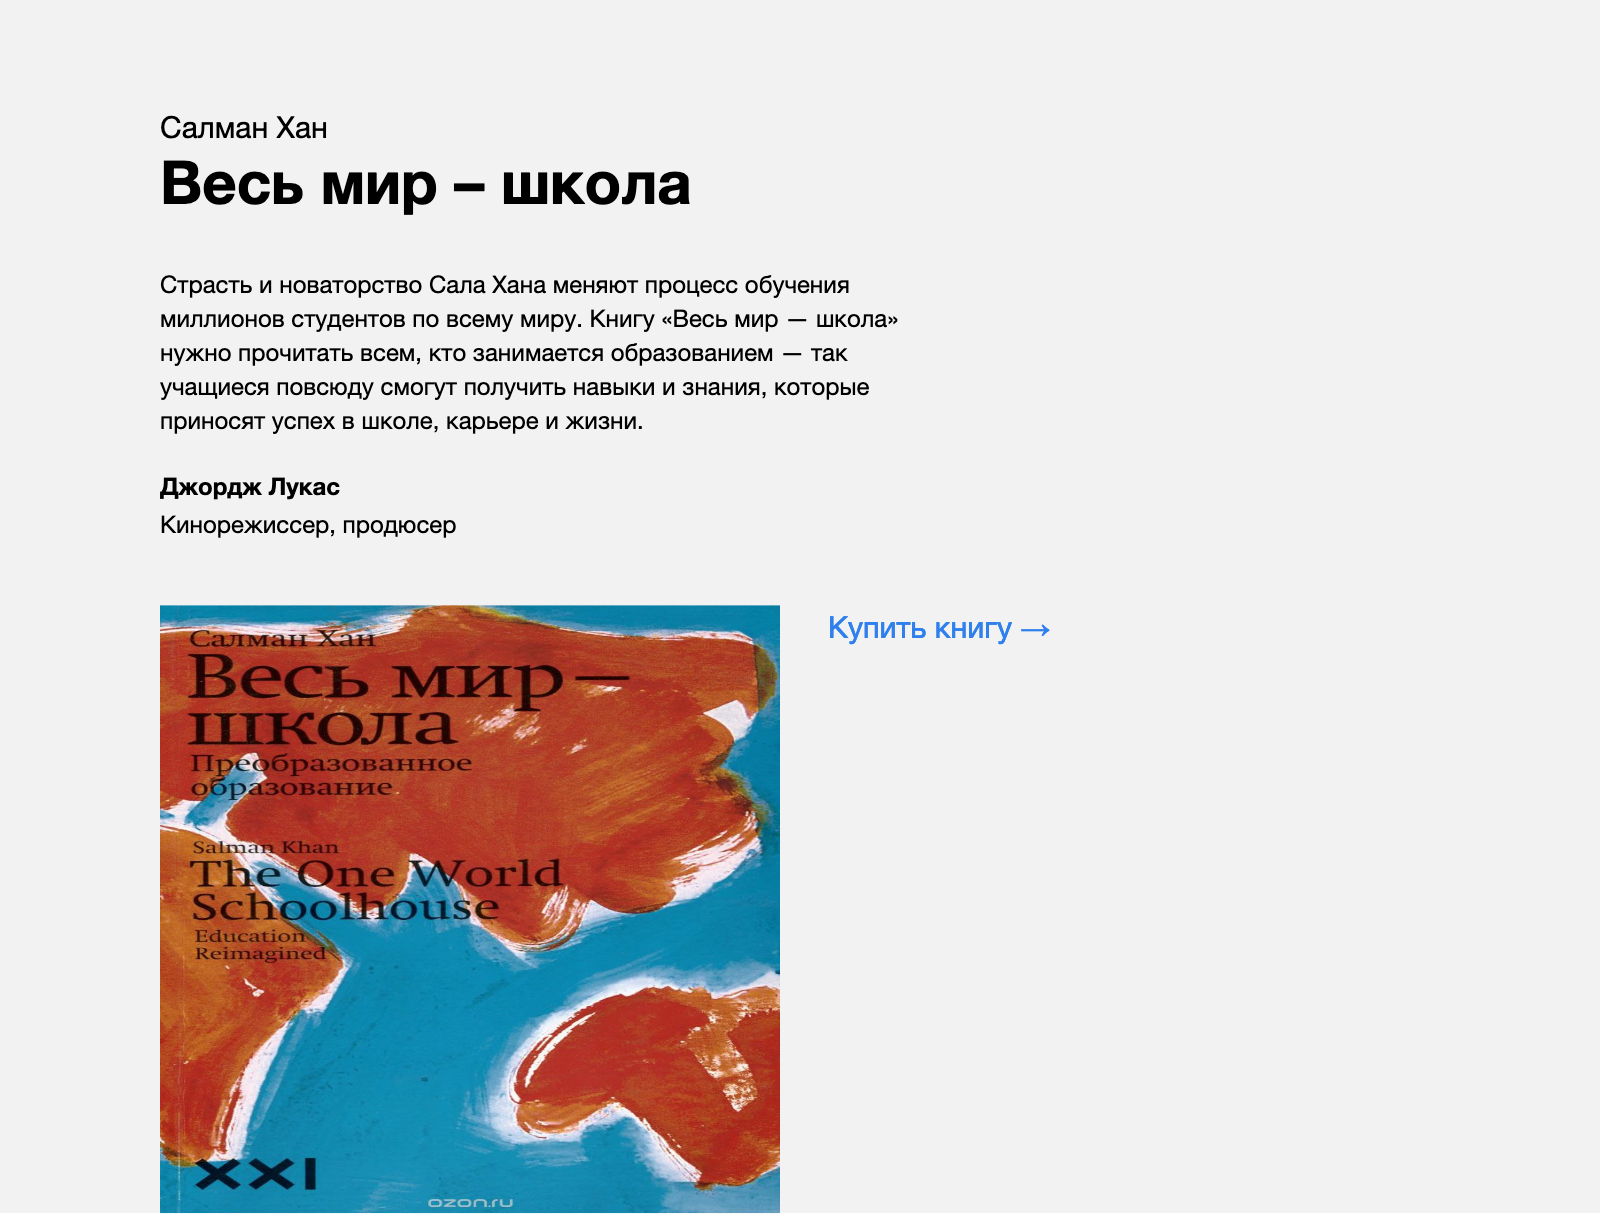 Салман Хан
Весь мир – школа
Страсть и новаторство Сала Хана меняют процесс обучения
миллионов студентов по всему миру. Книгу «Весь мир — школа»
нужно прочитать всем, кто занимается образованием — так
учащиеся повсюду смогут получить навыки и знания, которые
приносят успех в школе, карьере и жизни.
Джордж Лукас
Кинорежиссер, продюсер
Купить книгу →
Салман Хан
Весь мир –
школа
Преобразованное
образование
Salman Khan
The One World
Schoolhouse
Education
Reimagined
XXI
ozon.ru